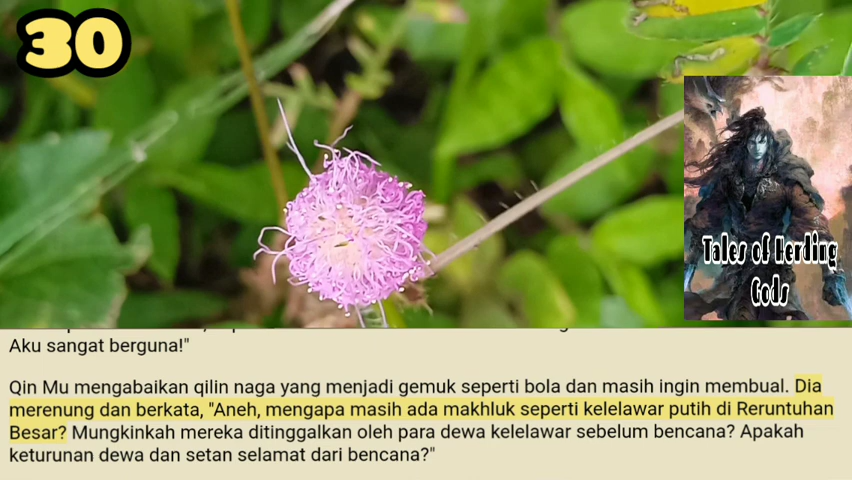 30
Tales of Herding
Gods
Aku sangat berguna!"
Qin Mu mengabaikan qilin naga yang menjadi gemuk seperti bola dan masih ingin membual. Dia
merenung dan berkata, "Aneh, mengapa masih ada makhluk seperti kelelawar putih di Reruntuhan
Besar? Mungkinkah mereka ditinggalkan oleh para dewa kelelawar sebelum bencana? Apakah
keturunan dewa dan setan selamat dari bencana?"